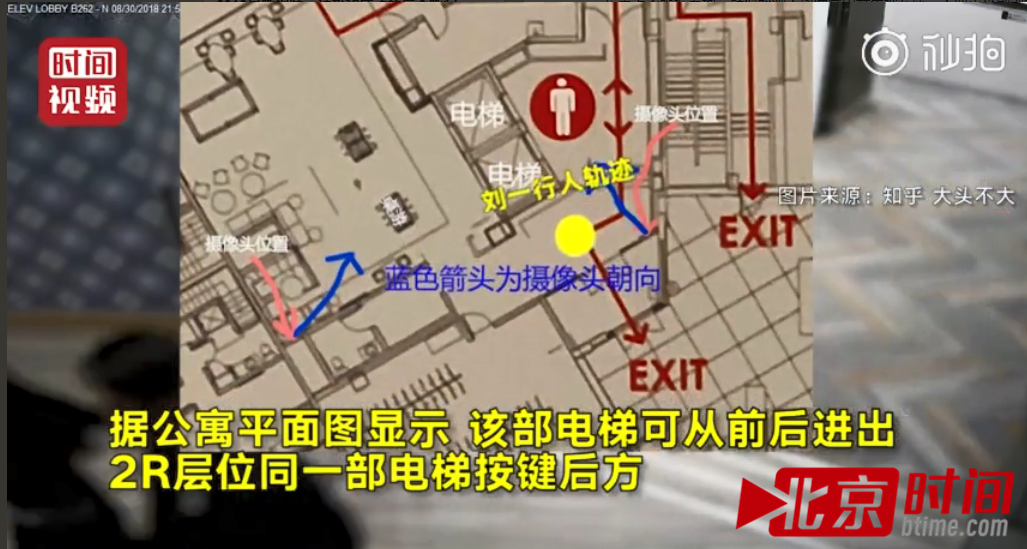 ELEV LOBBY B262 - N 08/30/2018 21:5
时间
视频
秒拍
电梯
摄像头位置
电梯
刘一行人轨迹
图片来源：知乎 大头不大
EXIT
摄像头位置
蓝色箭头为摄像头朝向
EXIT
据公寓平面图显示 该部电梯可从前后进出
2R层位同一部电梯按键后方
北京时间
btime.com